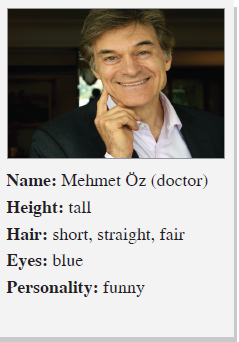 Name: Mehmet Öz (doctor)
Height: tall
Hair: short, straight, fair
Eyes: blue
Personality: funny